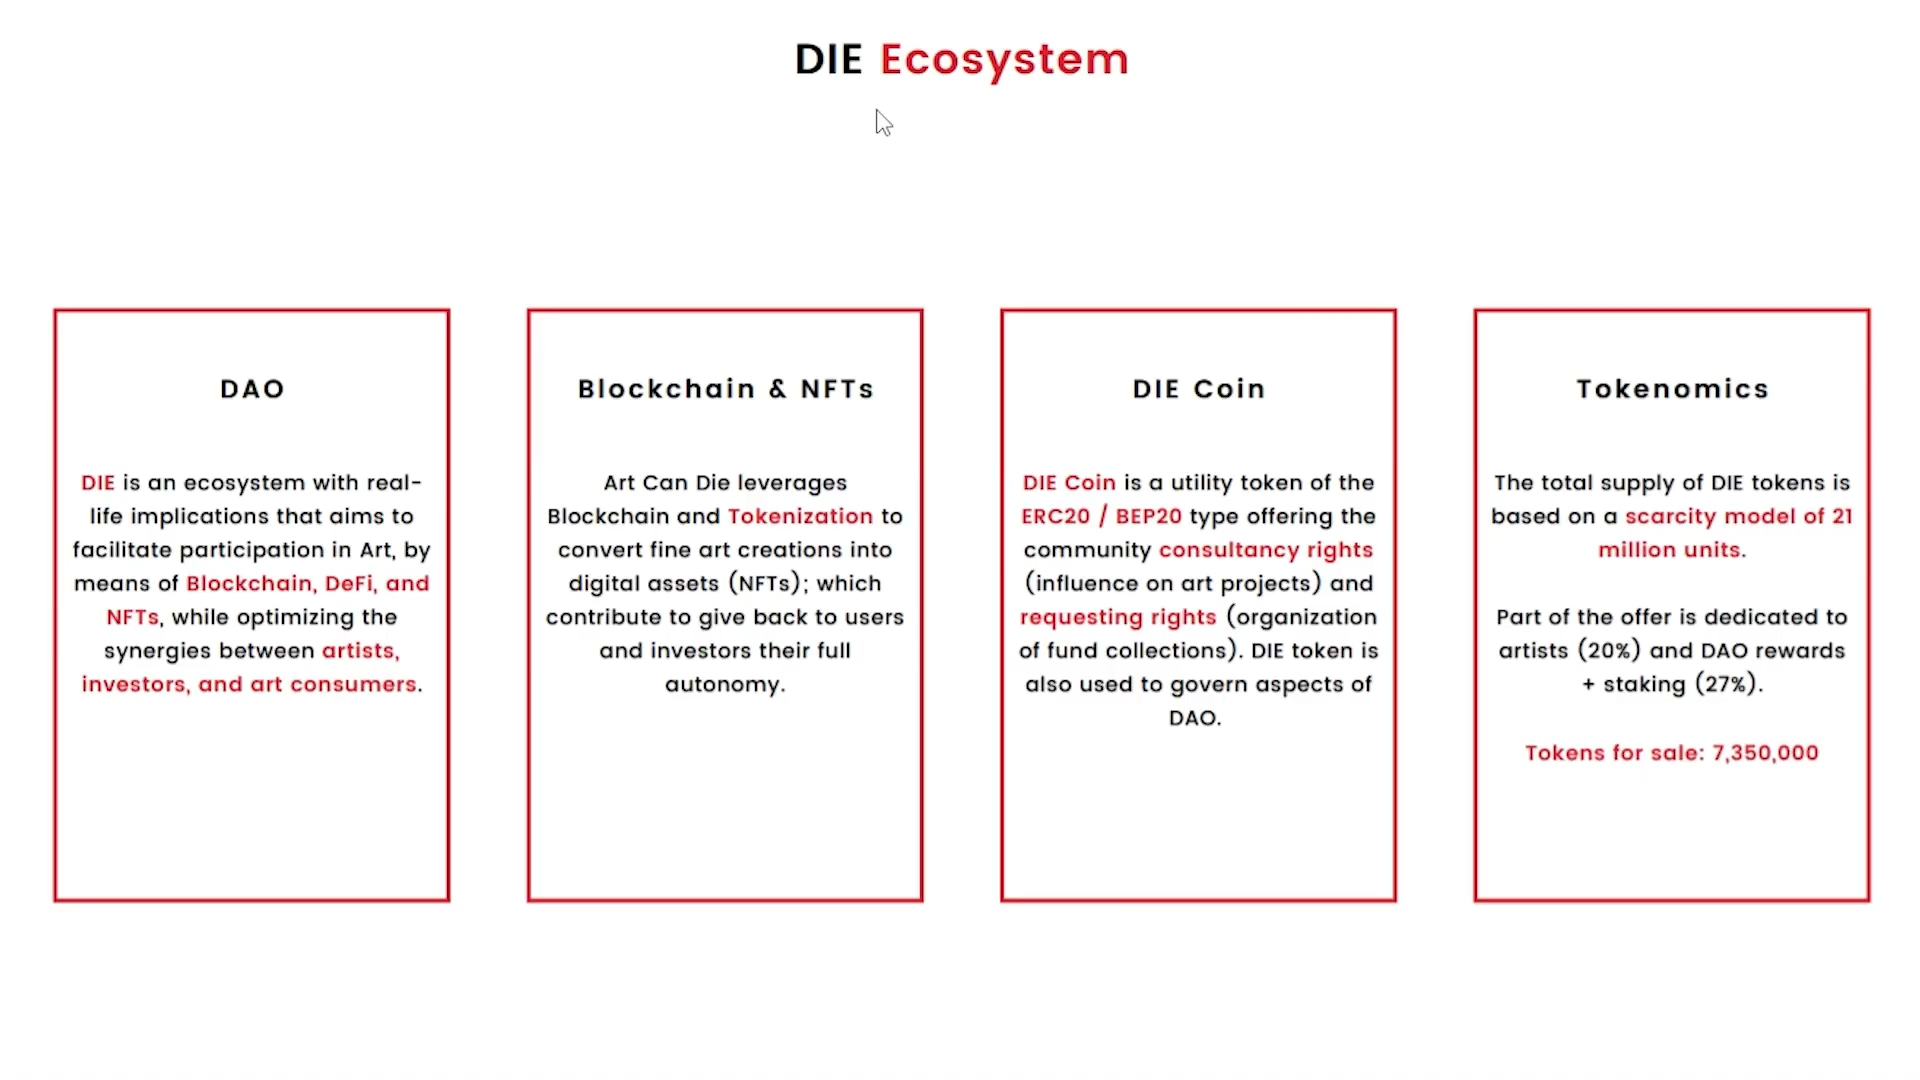 DIE Ecosystem
DAO
DIE is an ecosystem with real-
life implications that aims to
facilitate participation in Art, by
means of Blockchain, DeFi, and
NFTs, while optimizing the
synergies between artists,
investors, and art consumers.
Blockchain & NFTs
Art Can Die leverages
Blockchain and Tokenization to
convert fine art creations into
digital assets (NFTs); which
contribute to give back to users
and investors their full
autonomy.
DIE Coin
DIE Coin is a utility token of the
ERC20 / BEP20 type offering the
community consultancy rights
(influence on art projects) and
requesting rights (organization
of fund collections). DIE token is
also used to govern aspects of
DAO.
Tokenomics
The total supply of DIE tokens is
based on a scarcity model of 21
million units.
Part of the offer is dedicated to
artists (20%) and DAO rewards
+ staking (27%).
Tokens for sale: 7,350,000